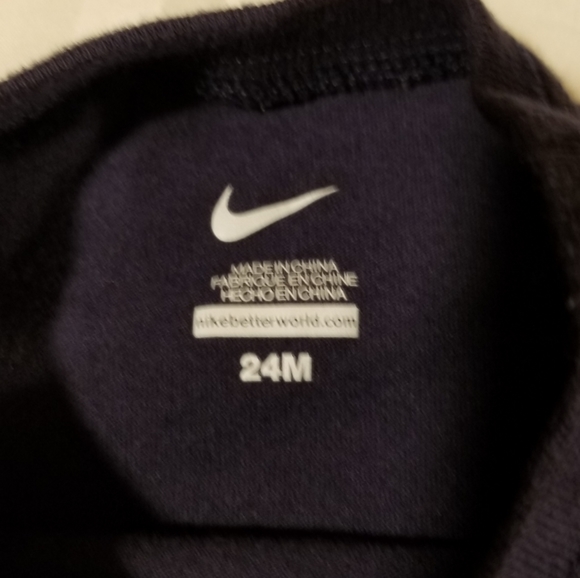 MADE IN CHINA
FABRIQUE EN CHINE
HECHO EN CHINA
nikebetterworld.com
24M